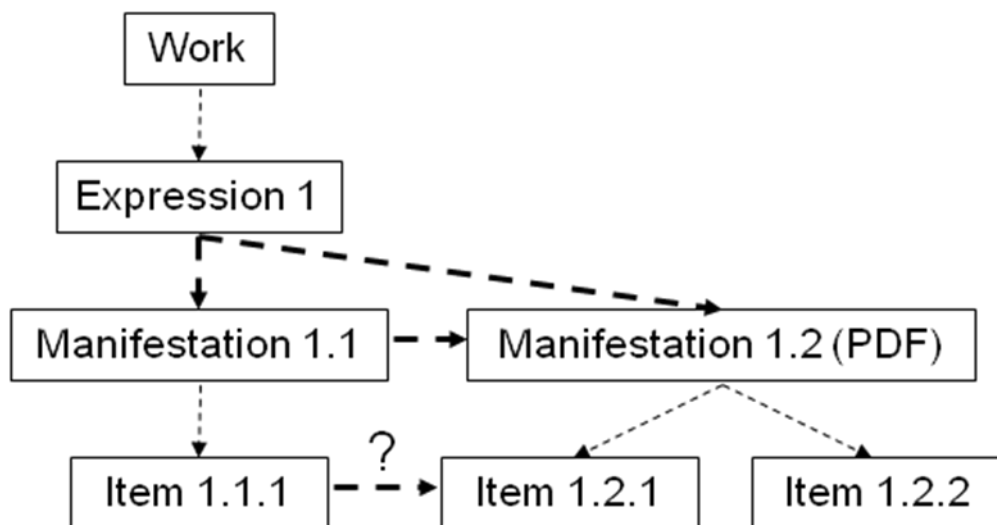 Work
Expression 1
Manifestation 1.1
Manifestation 1.2 (PDF)
?
Item 1.1.1
Item 1.2.1
Item 1.2.2